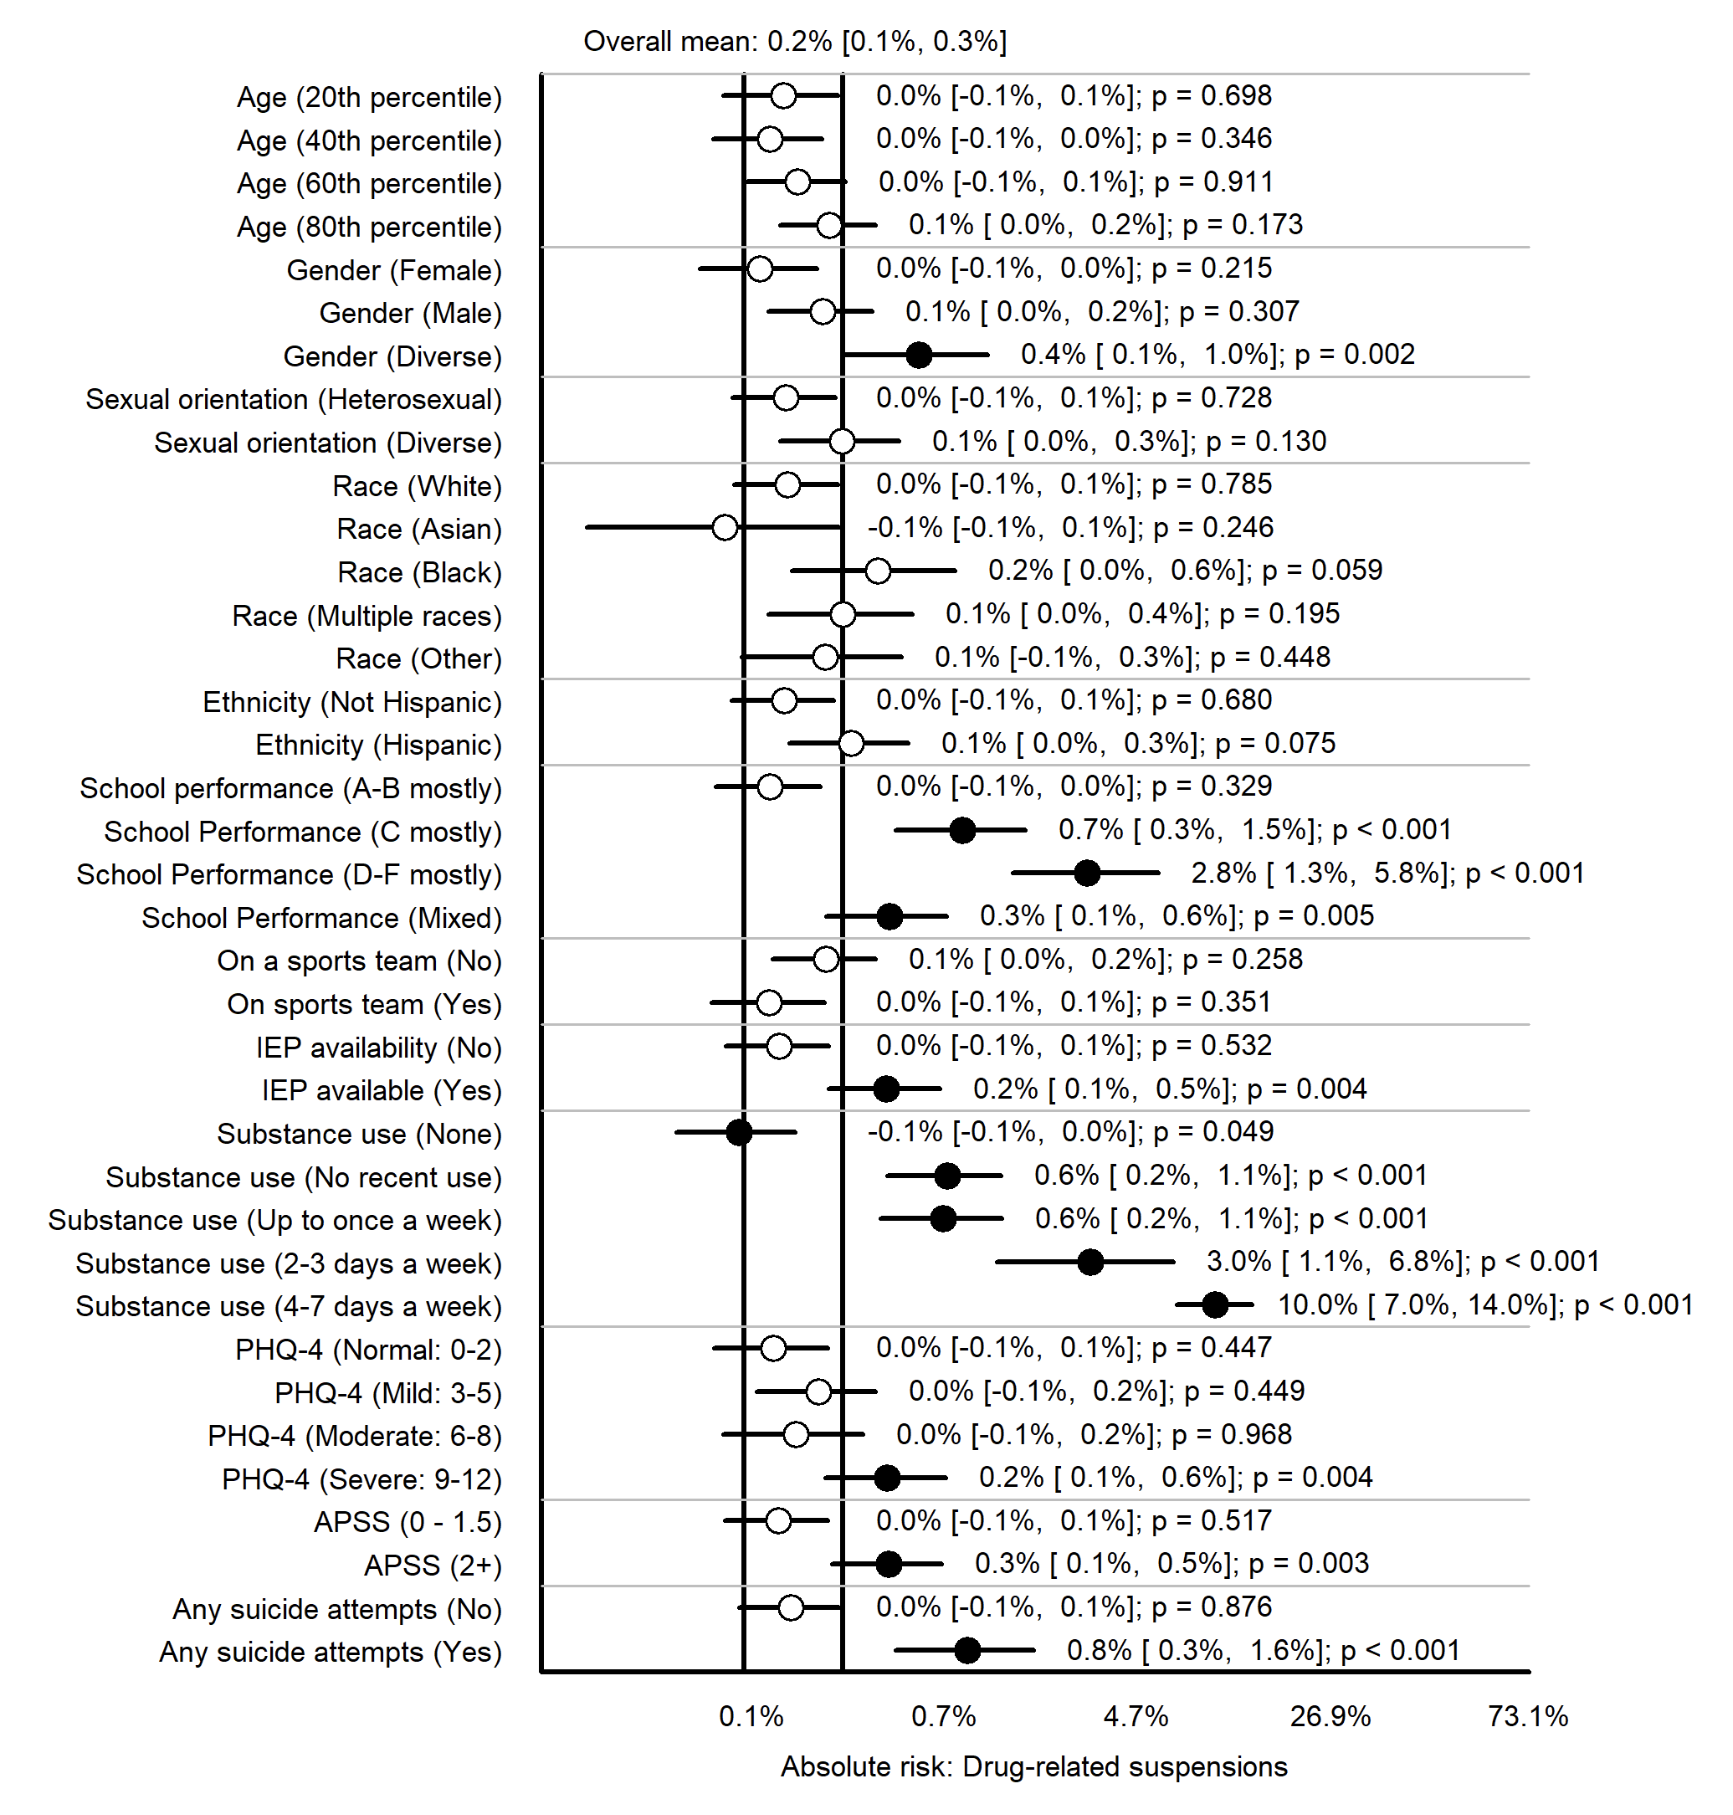 Overall mean: 0.2% [0.1%, 0.3%]
Age (20th percentile) 0.0% [-0.1%, 0.1%]; p = 0.698
Age (40th percentile) 0.0% [-0.1%, 0.0%]; p = 0.346
Age (60th percentile) 0.0% [-0.1%, 0.1%]; p = 0.911
Age (80th percentile) 0.1% [ 0.0%, 0.2%]; p = 0.173
Gender (Female) 0.0% [-0.1%, 0.0%]; p = 0.215
Gender (Male) 0.1% [ 0.0%, 0.2%]; p = 0.307
Gender (Diverse) 0.4% [ 0.1%, 1.0%]; p = 0.002
Sexual orientation (Heterosexual) 0.0% [-0.1%, 0.1%]; p = 0.728
Sexual orientation (Diverse) 0.1% [ 0.0%, 0.3%]; p = 0.130
Race (White) 0.0% [-0.1%, 0.1%]; p = 0.785
Race (Asian) -0.1% [-0.1%, 0.1%]; p = 0.246
Race (Black) 0.2% [ 0.0%, 0.6%]; p = 0.059
Race (Multiple races) 0.1% [ 0.0%, 0.4%]; p = 0.195
Race (Other) 0.1% [-0.1%, 0.3%]; p = 0.448
Ethnicity (Not Hispanic) 0.0% [-0.1%, 0.1%]; p = 0.680
Ethnicity (Hispanic) 0.1% [ 0.0%, 0.3%]; p = 0.075
School performance (A-B mostly) 0.0% [-0.1%, 0.0%]; p = 0.329
School Performance (C mostly) 0.7% [ 0.3%, 1.5%]; p < 0.001
School Performance (D-F mostly) 2.8% [ 1.3%, 5.8%]; p < 0.001
School Performance (Mixed) 0.3% [ 0.1%, 0.6%]; p = 0.005
On a sports team (No) 0.1% [ 0.0%, 0.2%]; p = 0.258
On sports team (Yes) 0.0% [-0.1%, 0.1%]; p = 0.351
IEP availability (No) 0.0% [-0.1%, 0.1%]; p = 0.532
IEP available (Yes) 0.2% [ 0.1%, 0.5%]; p = 0.004
Substance use (None) -0.1% [-0.1%, 0.0%]; p = 0.049
Substance use (No recent use) 0.6% [ 0.2%, 1.1%]; p < 0.001
Substance use (Up to once a week) 0.6% [ 0.2%, 1.1%]; p < 0.001
Substance use (2-3 days a week) 3.0% [ 1.1%, 6.8%]; p < 0.001
Substance use (4-7 days a week) 10.0% [ 7.0%, 14.0%]; p < 0.001
PHQ-4 (Normal: 0-2) 0.0% [-0.1%, 0.1%]; p = 0.447
PHQ-4 (Mild: 3-5) 0.0% [-0.1%, 0.2%]; p = 0.449
PHQ-4 (Moderate: 6-8) 0.0% [-0.1%, 0.2%]; p = 0.968
PHQ-4 (Severe: 9-12) 0.2% [ 0.1%, 0.6%]; p = 0.004
APSS (0 - 1.5) 0.0% [-0.1%, 0.1%]; p = 0.517
APSS (2+) 0.3% [ 0.1%, 0.5%]; p = 0.003
Any suicide attempts (No) 0.0% [-0.1%, 0.1%]; p = 0.876
Any suicide attempts (Yes) 0.8% [ 0.3%, 1.6%]; p < 0.001
0.1% 0.7% 4.7% 26.9% 73.1%
Absolute risk: Drug-related suspensions